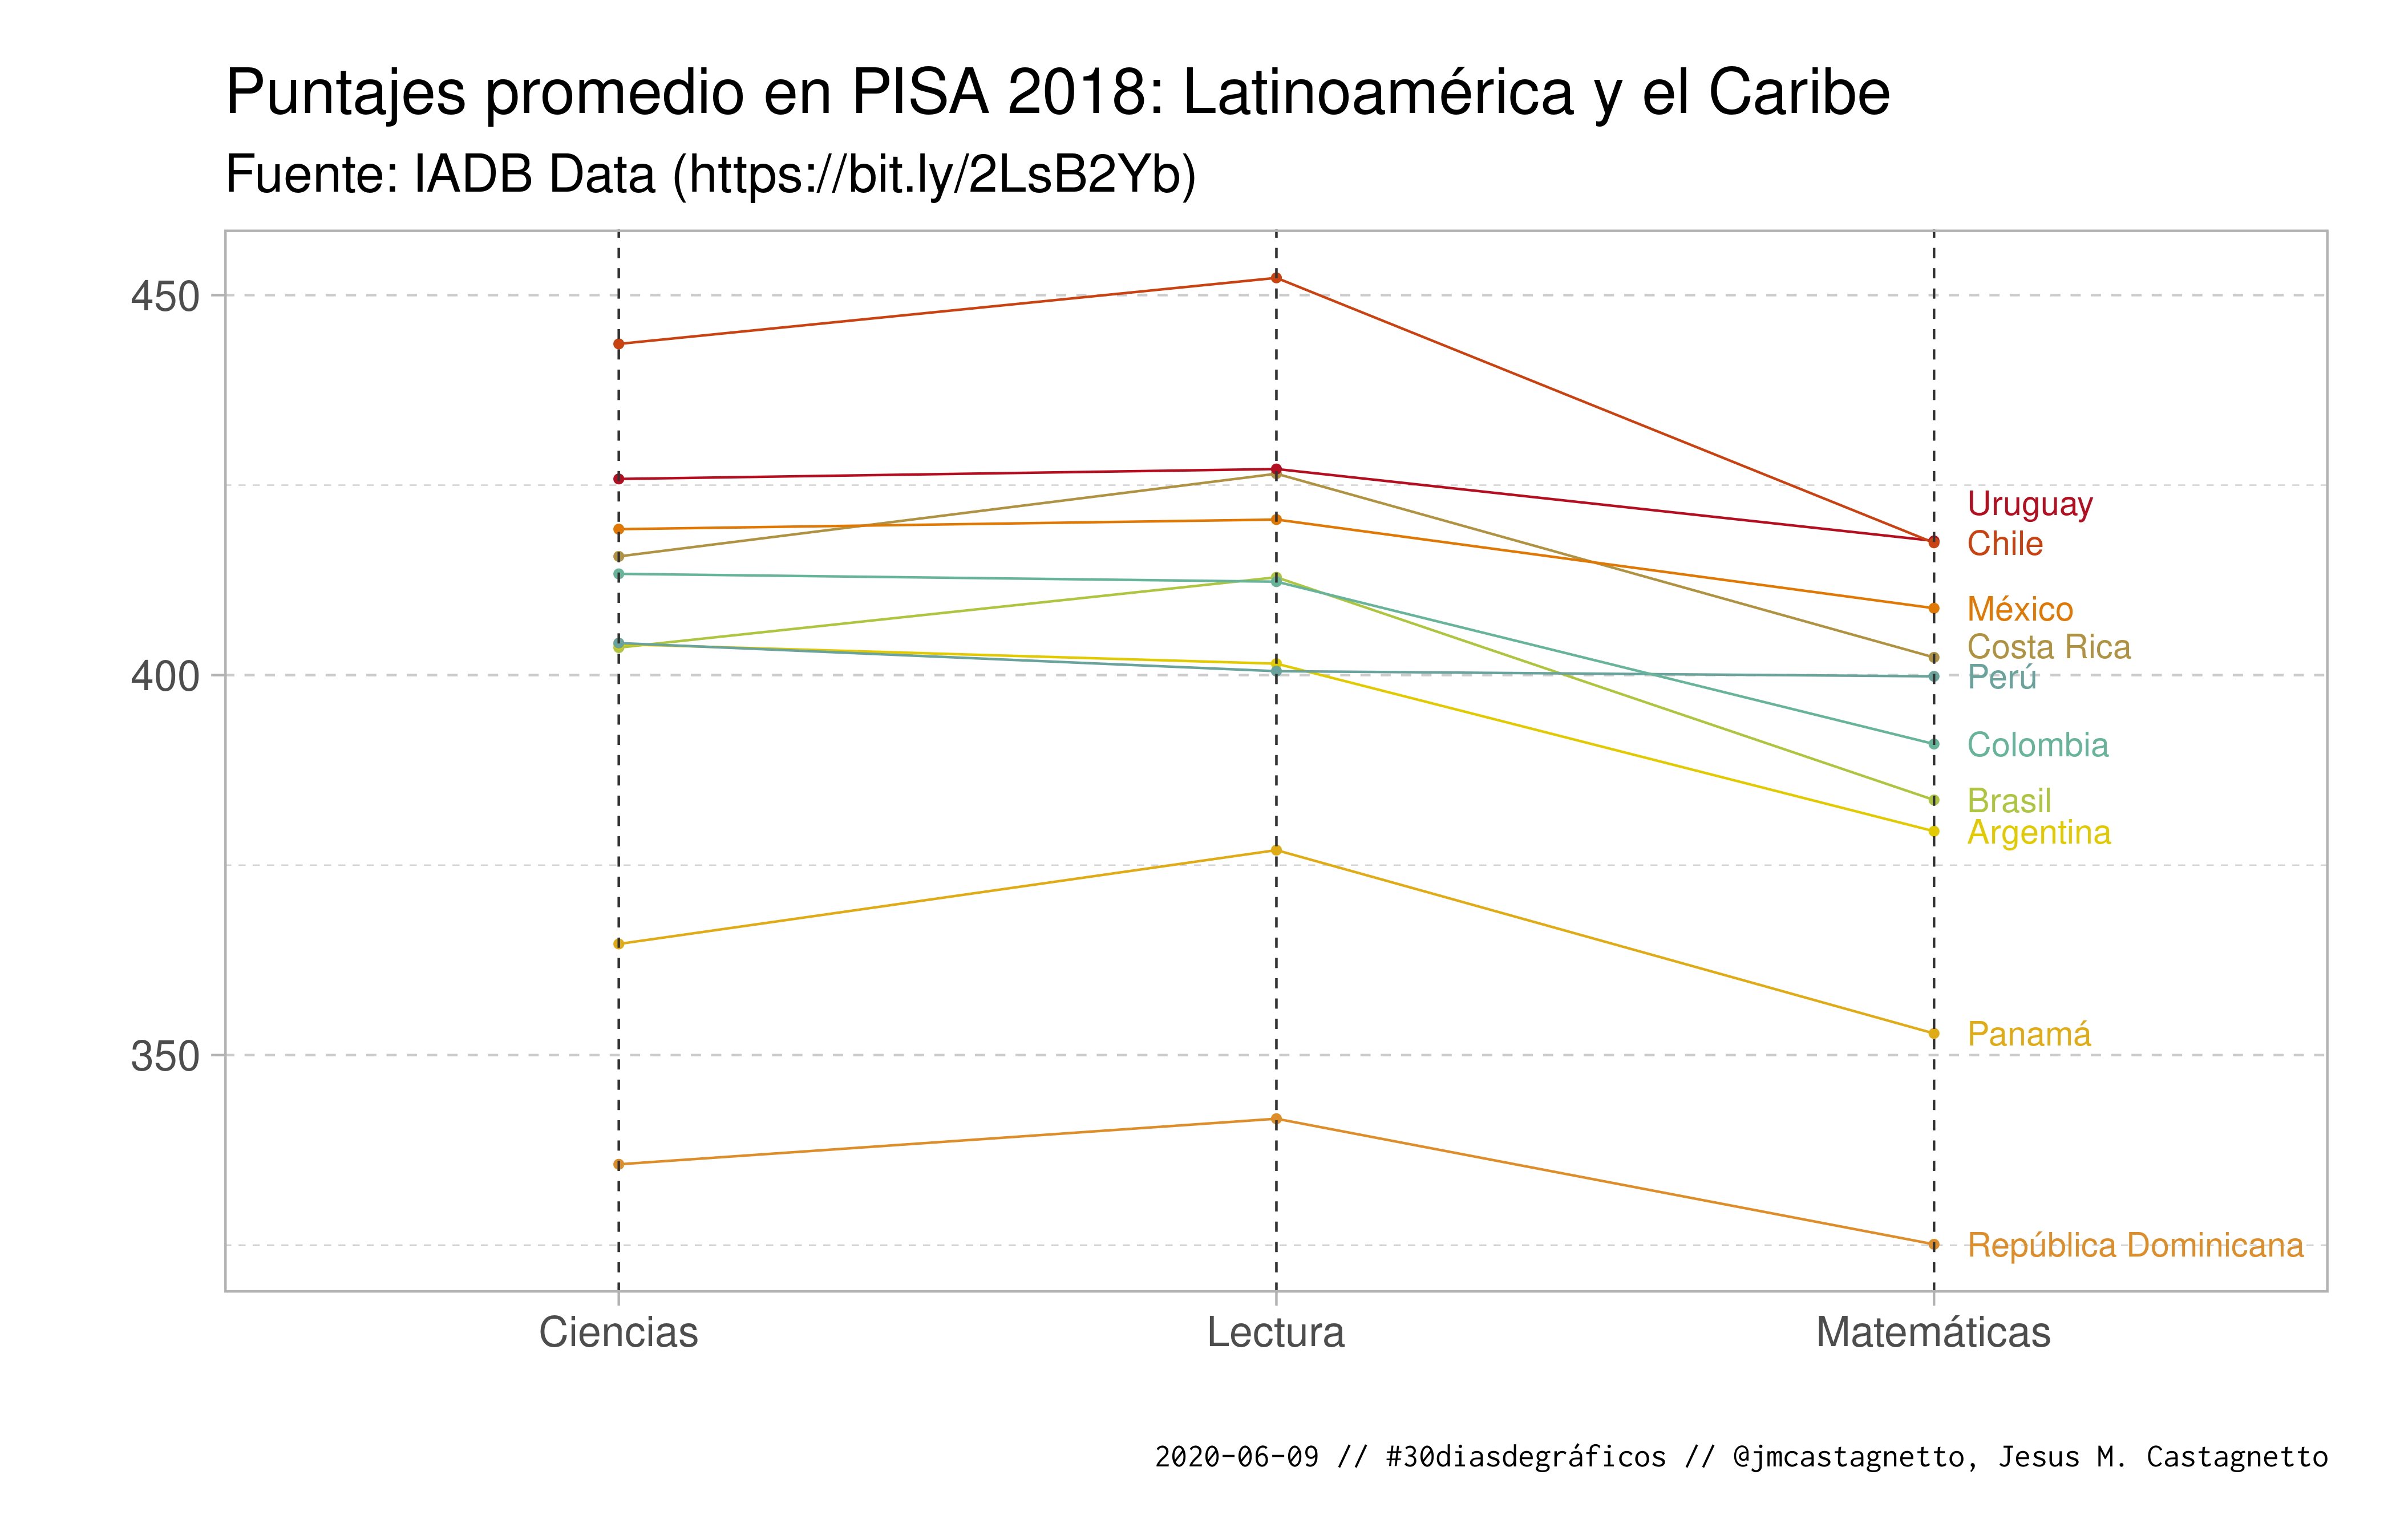 Puntajes promedio en PISA 2018: Latinoamérica y el Caribe
Fuente: IADB Data (https://bit.ly/2LsB2Yb)
450
400
350
Uruguay
Chile
México
Costa Rica
Perú
Colombia
Brasil
Argentina
Panamá
República Dominicana
Ciencias
Lectura
Matemáticas
2020-06-09 // #30diasdegráficos // @jmcastagnetto, Jesus M. Castagnetto